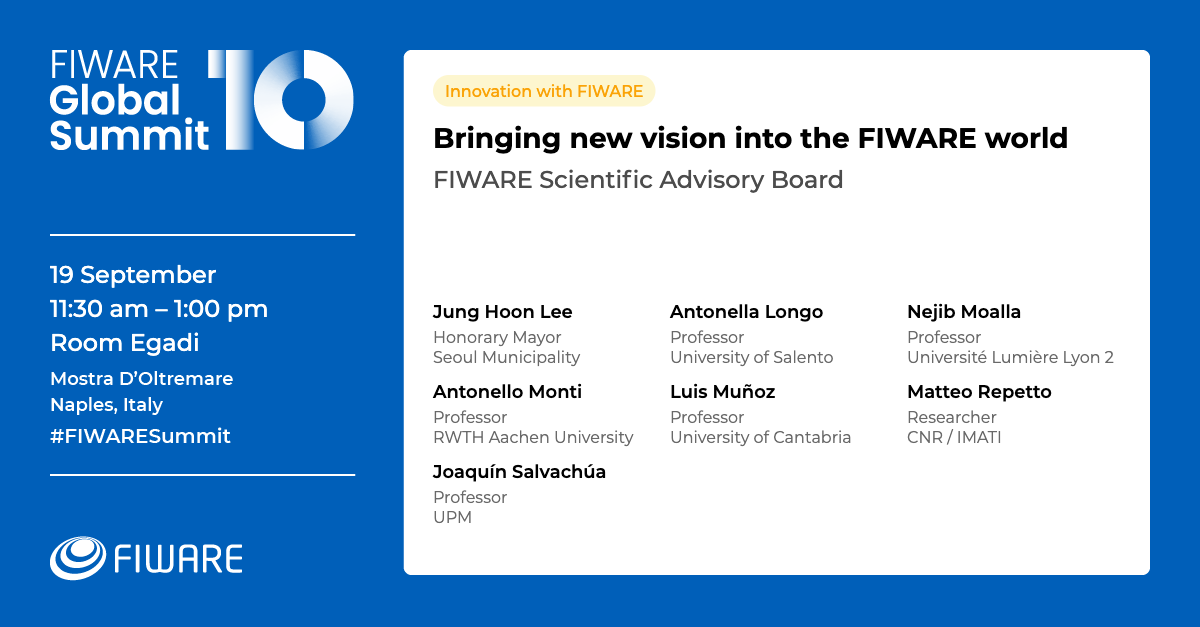 FIWARE
Global
Summit
10
19 September
11:30 am – 1:00 pm
Room Egadi
Mostra D’Oltremare
Naples, Italy
#FIWARESummit
FIWARE
Innovation with FIWARE
Bringing new vision into the FIWARE world
FIWARE Scientific Advisory Board
Jung Hoon Lee
Honorary Mayor
Seoul Municipality
Antonella Longo
Professor
University of Salento
Nejib Moalla
Professor
Université Lumière Lyon 2
Antonello Monti
Professor
RWTH Aachen University
Luis Muñoz
Professor
University of Cantabria
Matteo Repetto
Researcher
CNR / IMATI
Joaquín Salvachúa
Professor
UPM